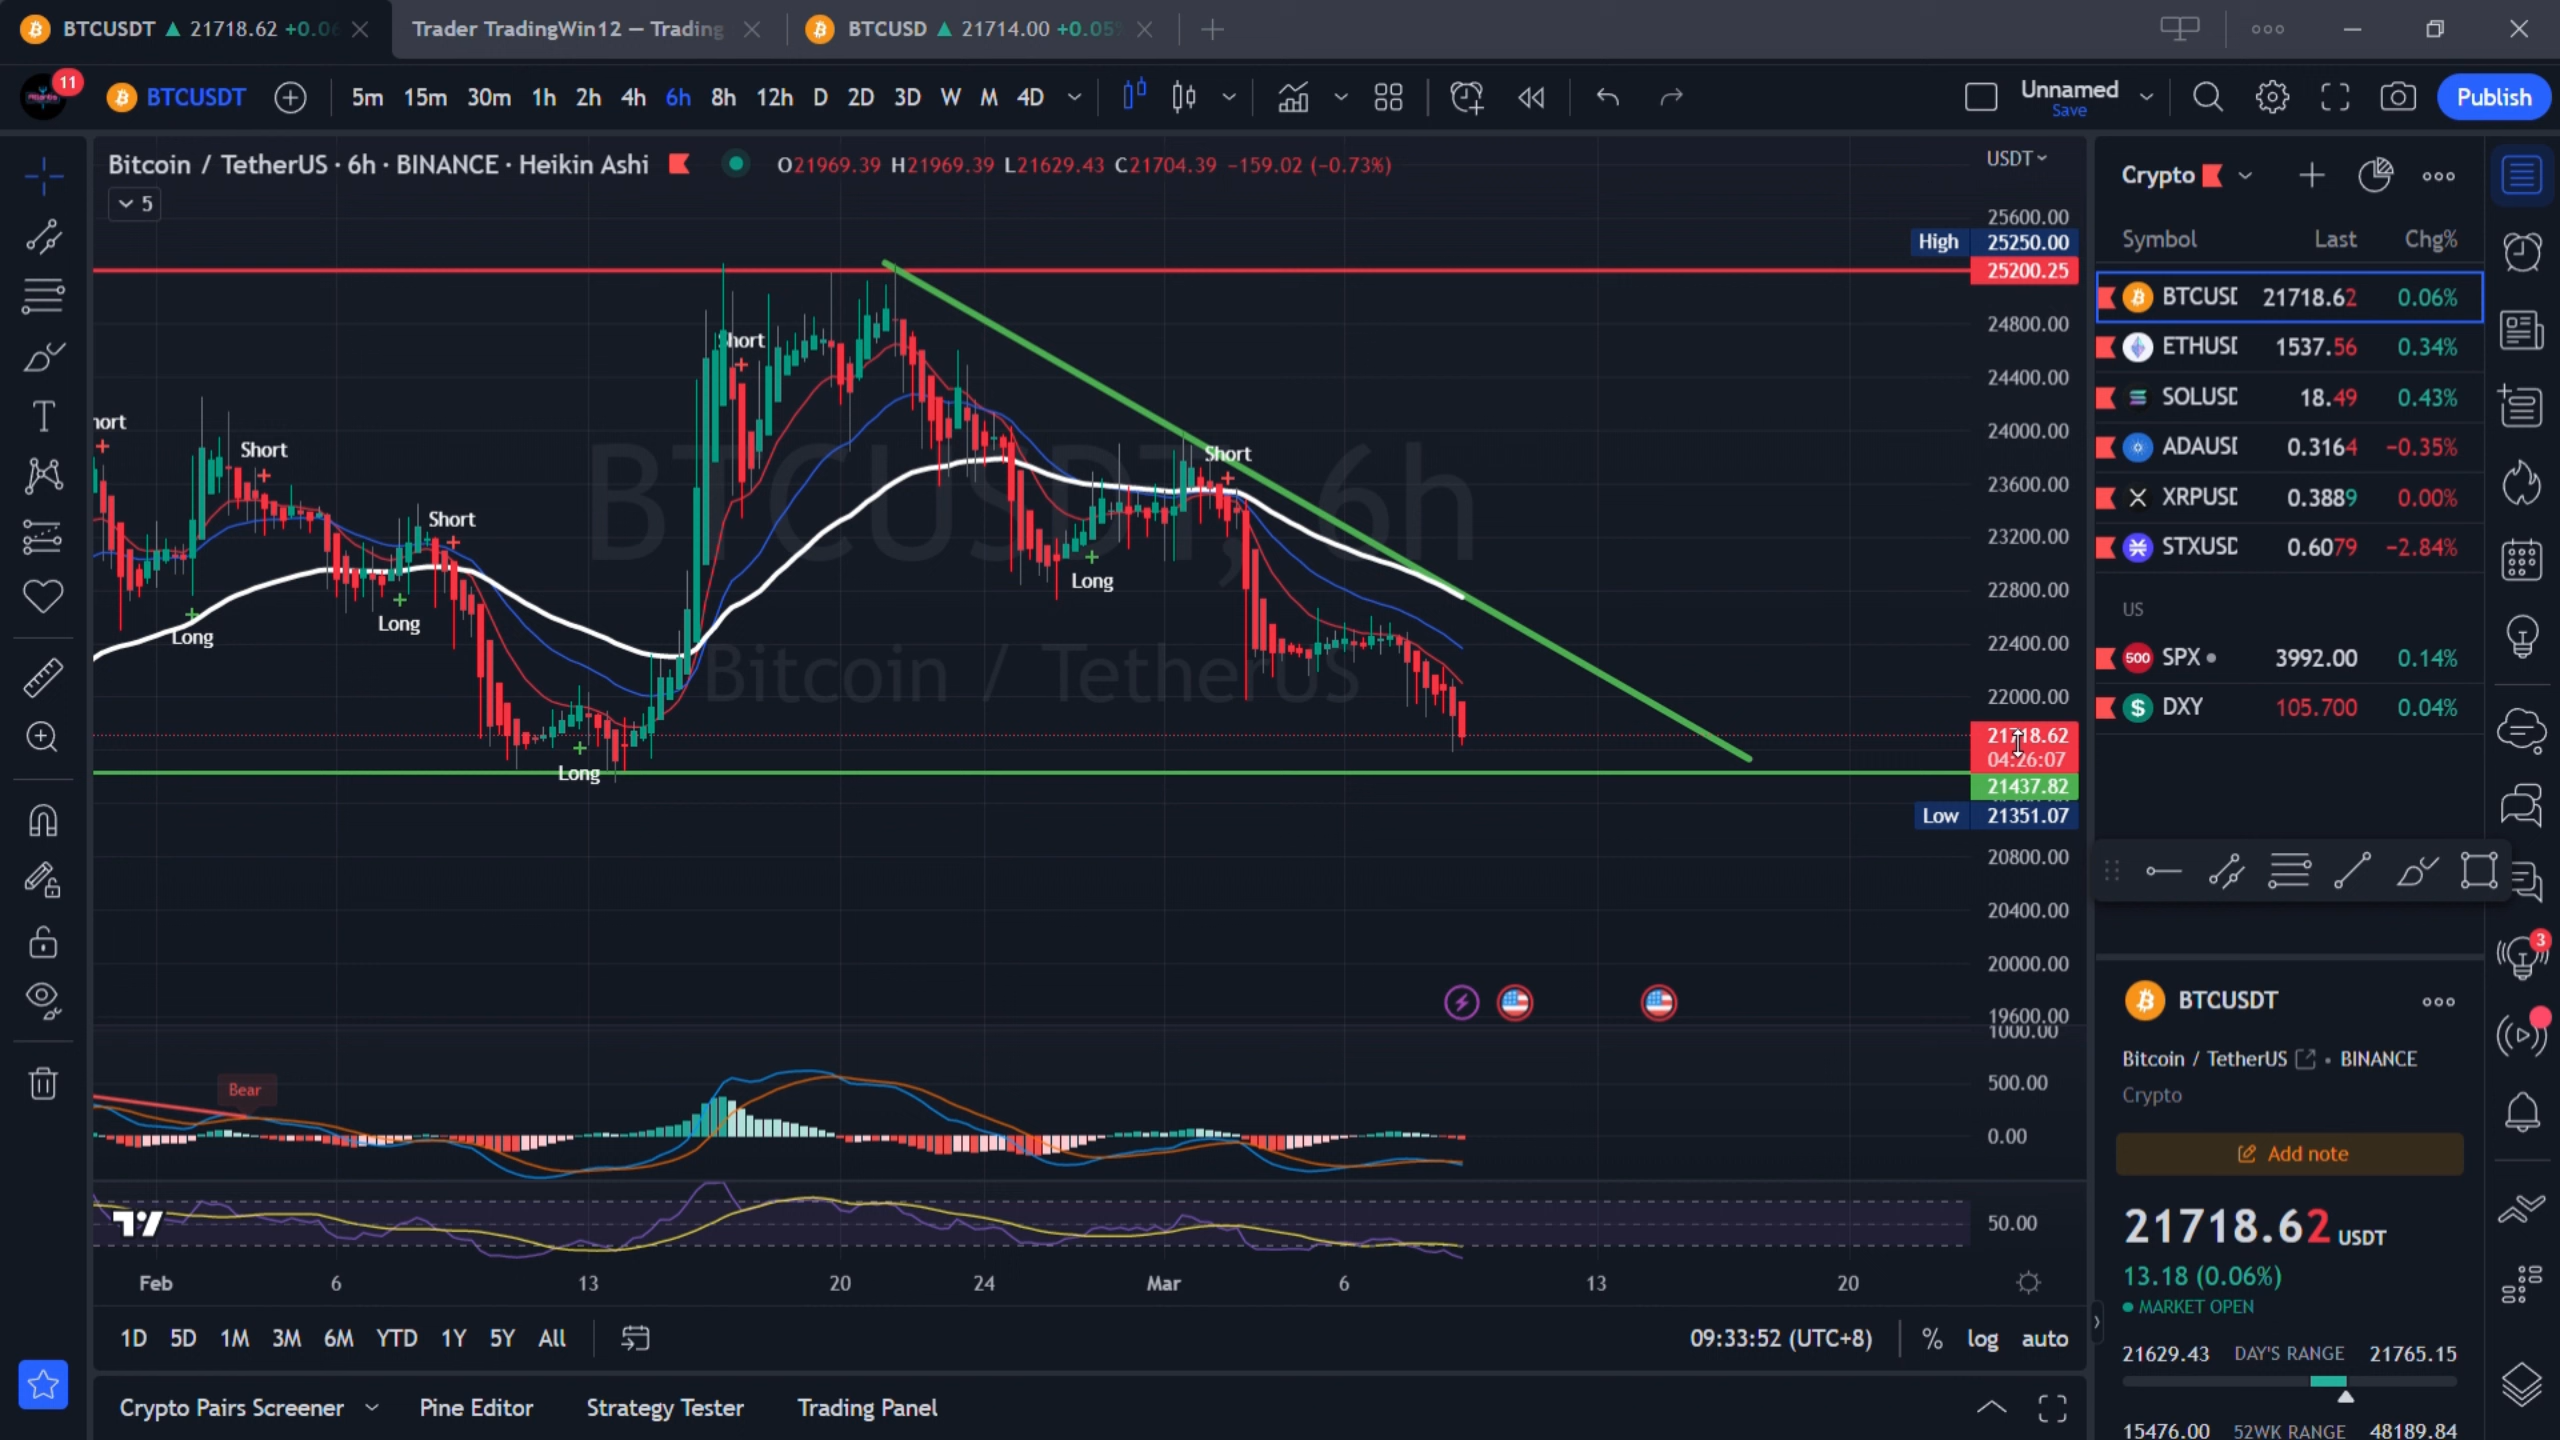 BTCUSDT ▲ 21718.62 +0.06
Trader TradingWin12 — Trading
BTCUSD ▲ 21714.00 +0.05
11
BTCUSDT
5m 15m 30m 1h 2h 4h 6h 8h 12h D 2D 3D W M 4D
Unnamed
Save
Publish
Bitcoin / TetherUS · 6h · BINANCE · Heikin Ashi
O21969.39 H21969.39 L21629.43 C21704.39 −159.02 (−0.73%)
5
USDT
25600.00
High 25250.00
25200.25
24800.00
24400.00
24000.00
23600.00
23200.00
22800.00
22400.00
22000.00
21718.62
04:26:07
21437.82
Low 21351.07
20800.00
20400.00
20000.00
19600.00
1000.00
500.00
0.00
50.00
BTCUSDT, 6h
Bitcoin / TetherUS
hort
Short
Short
Short
Short
Long
Long
Long
Long
Bear
Feb 6 13 20 24 Mar 6 13 20
1D 5D 1M 3M 6M YTD 1Y 5Y All
09:33:52 (UTC+8) % log auto
Crypto Pairs Screener Pine Editor Strategy Tester Trading Panel
Crypto
Symbol Last Chg%
BTCUSD 21718.62 0.06%
ETHUSD 1537.56 0.34%
SOLUSD 18.49 0.43%
ADAUSD 0.3164 −0.35%
XRPUSD 0.3889 0.00%
STXUSD 0.6079 −2.84%
US
500 SPX 3992.00 0.14%
DXY 105.700 0.04%
3
BTCUSDT
Bitcoin / TetherUS · BINANCE
Crypto
Add note
21718.62 USDT
13.18 (0.06%)
MARKET OPEN
21629.43 DAY'S RANGE 21765.15
15476.00 52WK RANGE 48189.84